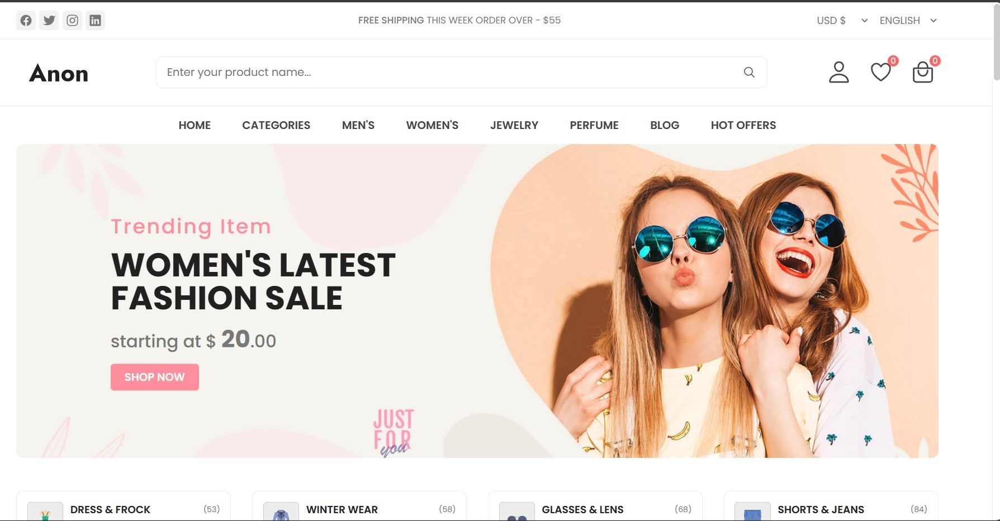 FREE SHIPPING THIS WEEK ORDER OVER - $55
USD $
ENGLISH
Anon
Enter your product name...
0
0
HOME
CATEGORIES
MEN'S
WOMEN'S
JEWELRY
PERFUME
BLOG
HOT OFFERS
Trending Item
WOMEN'S LATEST
FASHION SALE
starting at $ 20.00
SHOP NOW
JUST
FOR
you
DRESS & FROCK
(53)
WINTER WEAR
(58)
GLASSES & LENS
(68)
SHORTS & JEANS
(84)